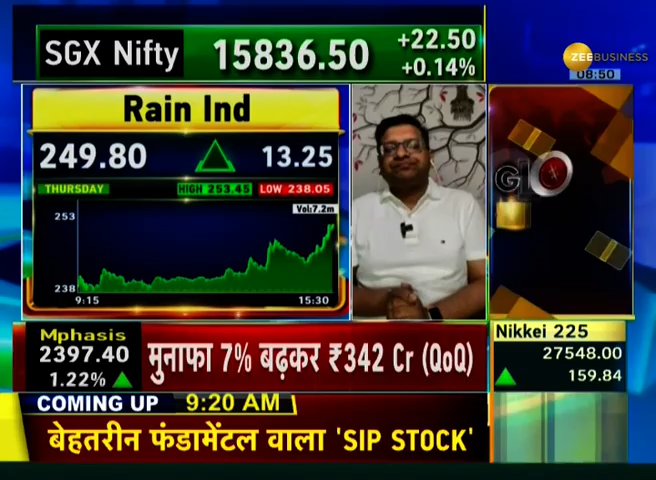 SGX Nifty 15836.50 +22.50
+0.14%
ZEE BUSINESS
08:50
Rain Ind
249.80 13.25
THURSDAY HIGH 253.45 LOW 238.05
Vol:7.2m
253
238
9:15 15:30
Mphasis
2397.40
1.22%
मुनाफा 7% बढ़कर ₹342 Cr (QoQ)
Nikkei 225
27548.00
159.84
COMING UP 9:20 AM
बेहतरीन फंडामेंटल वाला 'SIP STOCK'